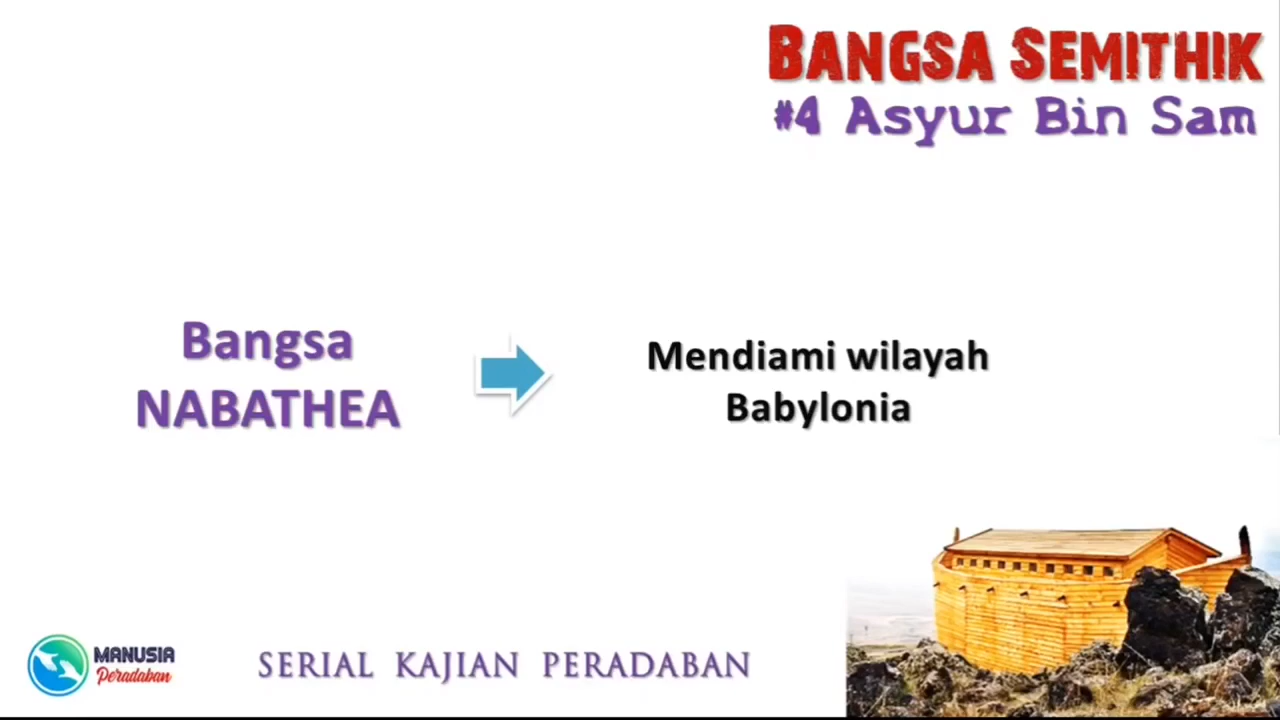 BANGSA SEMITHIK
#4 Asyur Bin Sam
Bangsa
NABATHEA
Mendiami wilayah
Babylonia
MANUSIA
Peradaban
SERIAL KAJIAN PERADABAN